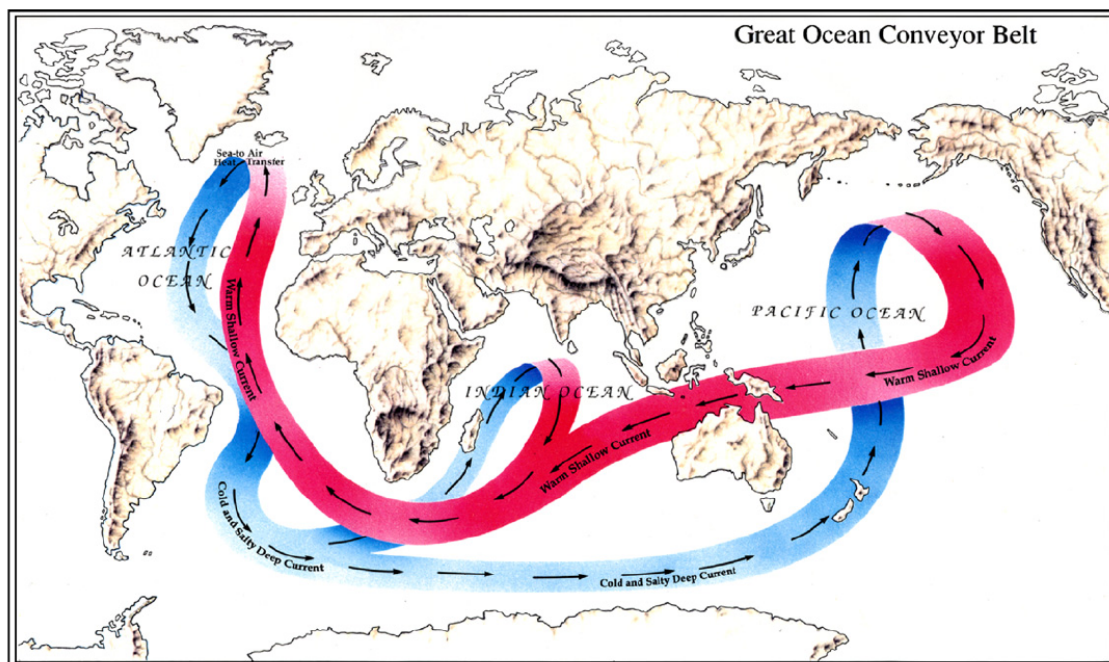 Great Ocean Conveyor Belt
Sea-to Air
Heat Transfer
ATLANTIC
OCEAN
Warm Shallow Current
PACIFIC OCEAN
INDIAN OCEAN
Warm Shallow Current
Warm Shallow Current
Cold and Salty Deep Current
Cold and Salty Deep Current